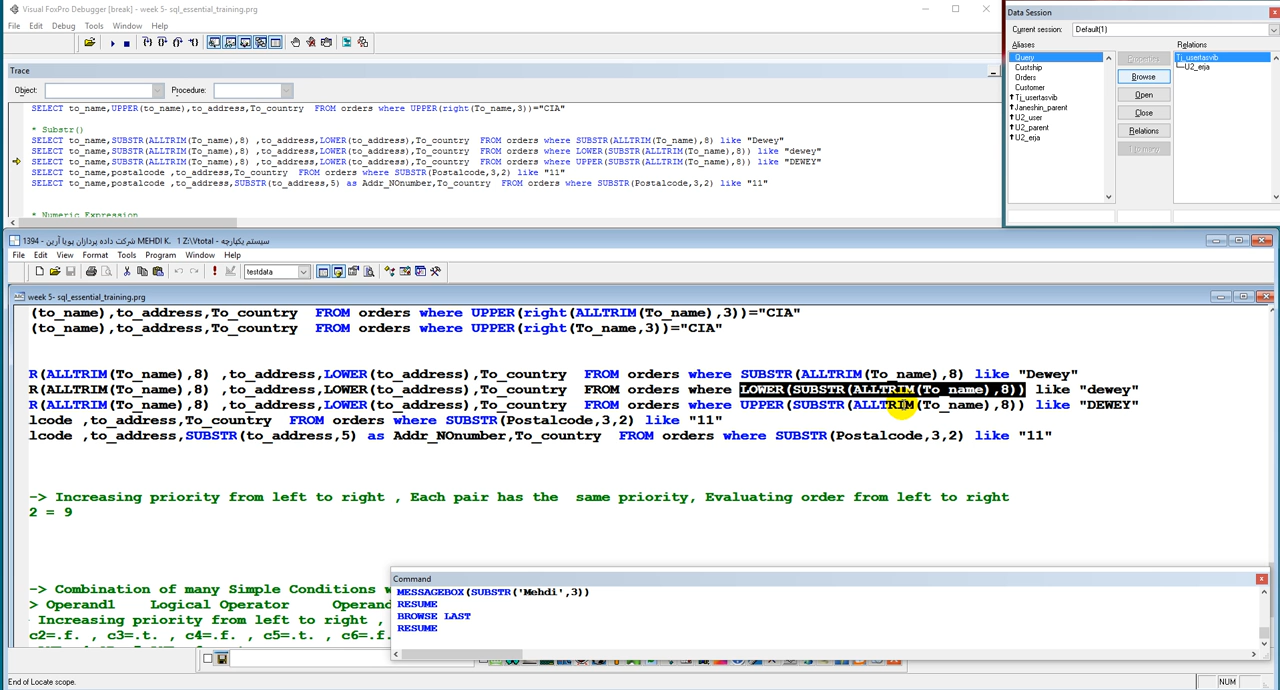 Visual FoxPro Debugger [break] - week 5- sql_essential_training.prg
File Edit Debug Tools Window Help
Trace
Object: Procedure:
SELECT to_name,UPPER(to_name),to_address,To_country FROM orders where UPPER(right(To_name,3))="CIA"
* Substr()
SELECT to_name,SUBSTR(ALLTRIM(To_name),8) ,to_address,LOWER(to_address),To_country FROM orders where SUBSTR(ALLTRIM(To_name),8) like "Dewey"
SELECT to_name,SUBSTR(ALLTRIM(To_name),8) ,to_address,LOWER(to_address),To_country FROM orders where LOWER(SUBSTR(ALLTRIM(To_name),8)) like "dewey"
SELECT to_name,SUBSTR(ALLTRIM(To_name),8) ,to_address,LOWER(to_address),To_country FROM orders where UPPER(SUBSTR(ALLTRIM(To_name),8)) like "DEWEY"
SELECT to_name,postalcode ,to_address,To_country FROM orders where SUBSTR(Postalcode,3,2) like "11"
SELECT to_name,postalcode ,to_address,SUBSTR(to_address,5) as Addr_NOnumber,To_country FROM orders where SUBSTR(Postalcode,3,2) like "11"
* Numeric Expression
Data Session
Current session: Default(1)
Aliases Relations
Query
Custship
Orders
Customer
Tj_usertasvib
Janeshin_parent
U2_user
U2_parent
U2_erja
Properties
Browse
Open
Close
Relations
1 To Many
Tj_usertasvib
U2_erja
سیستم یکپارچه - شرکت داده پردازان پویا آرین - 1394 MEHDI K. 1 Z:\Vtotal
File Edit View Format Tools Program Window Help
testdata
week 5- sql_essential_training.prg
(to_name),to_address,To_country FROM orders where UPPER(right(ALLTRIM(To_name),3))="CIA"
(to_name),to_address,To_country FROM orders where UPPER(right(To_name,3))="CIA"
R(ALLTRIM(To_name),8) ,to_address,LOWER(to_address),To_country FROM orders where SUBSTR(ALLTRIM(To_name),8) like "Dewey"
R(ALLTRIM(To_name),8) ,to_address,LOWER(to_address),To_country FROM orders where LOWER(SUBSTR(ALLTRIM(To_name),8)) like "dewey"
R(ALLTRIM(To_name),8) ,to_address,LOWER(to_address),To_country FROM orders where UPPER(SUBSTR(ALLTRIM(To_name),8)) like "DEWEY"
lcode ,to_address,To_country FROM orders where SUBSTR(Postalcode,3,2) like "11"
lcode ,to_address,SUBSTR(to_address,5) as Addr_NOnumber,To_country FROM orders where SUBSTR(Postalcode,3,2) like "11"
-> Increasing priority from left to right , Each pair has the same priority, Evaluating order from left to right
2 = 9
-> Combination of many Simple Conditions
> Operand1 Logical Operator
Increasing priority from left to right ,
c2=.f. , c3=.t. , c4=.f. , c5=.t. , c6=.f.
Command
MESSAGEBOX(SUBSTR('Mehdi',3))
RESUME
BROWSE LAST
RESUME
End of Locate scope.
NUM